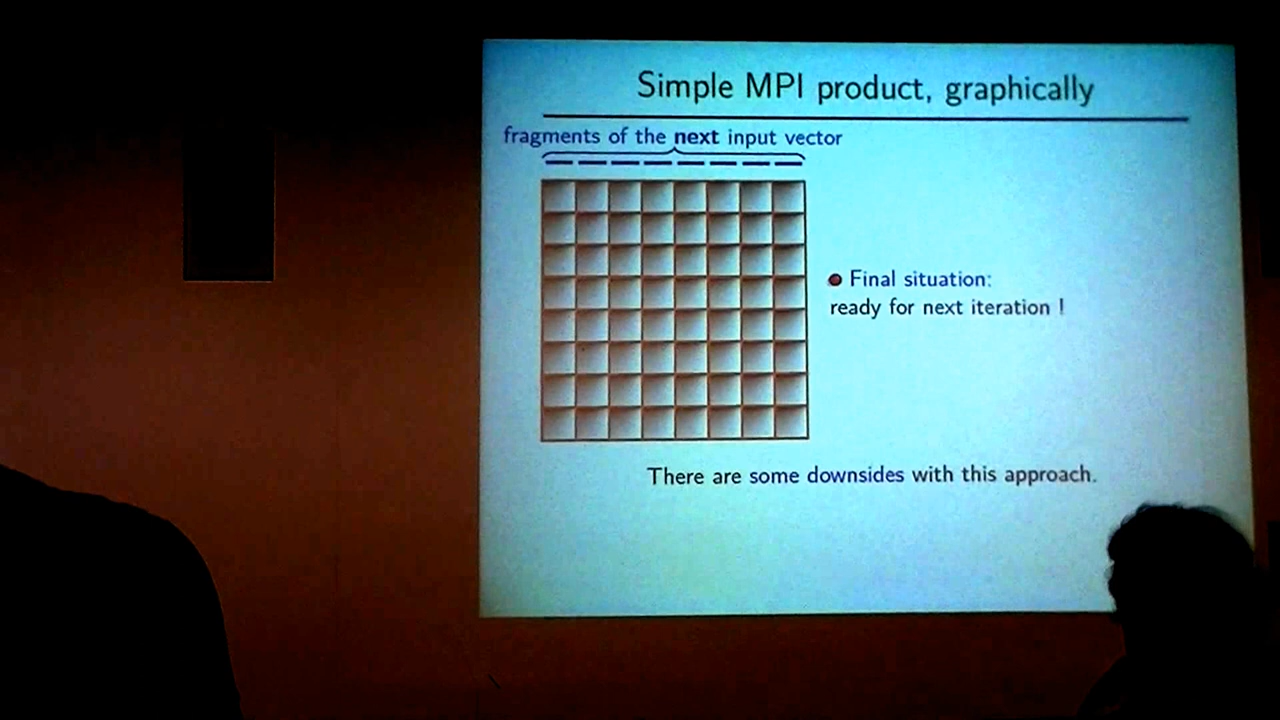 Simple MPI product, graphically
fragments of the next input vector
Final situation:
ready for next iteration !
There are some downsides with this approach.